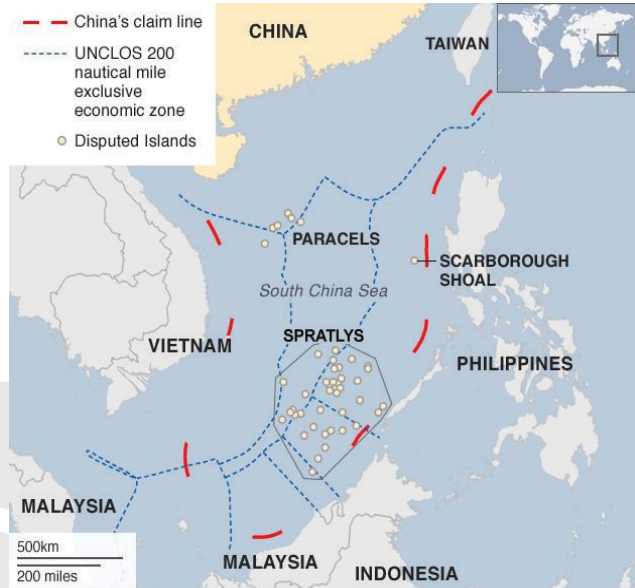 China's claim line
UNCLOS 200
nautical mile
exclusive
economic zone
Disputed Islands
CHINA
TAIWAN
PARACELS
SCARBOROUGH
SHOAL
South China Sea
SPRATLYS
VIETNAM
PHILIPPINES
MALAYSIA
MALAYSIA
INDONESIA
500km
200 miles